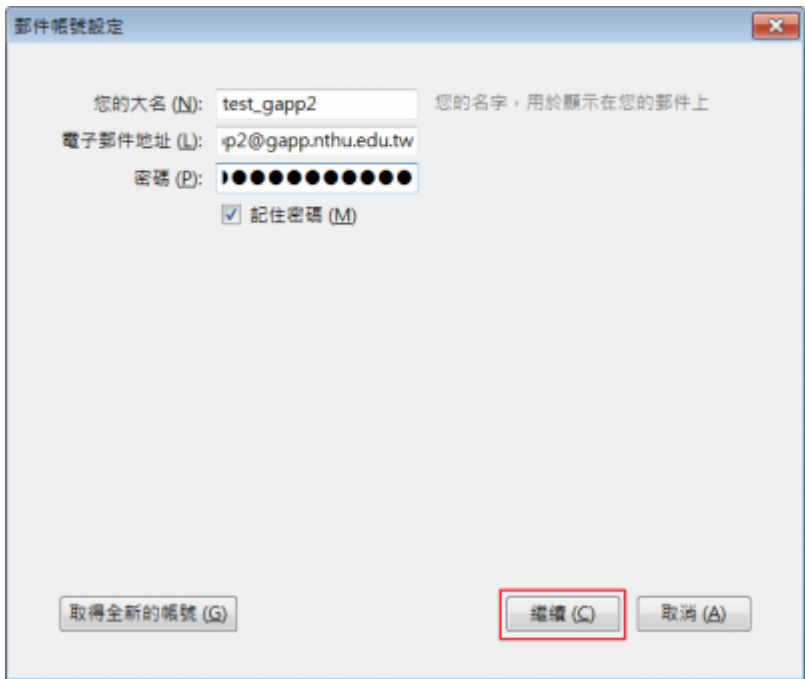 郵件帳號設定
您的大名 (N): test_gapp2 您的名字，用於顯示在您的郵件上
電子郵件地址 (L): p2@gapp.nthu.edu.tw
密碼 (P): ●●●●●●●●●●●
記住密碼 (M)
取得全新的帳號 (G) 繼續 (C) 取消 (A)